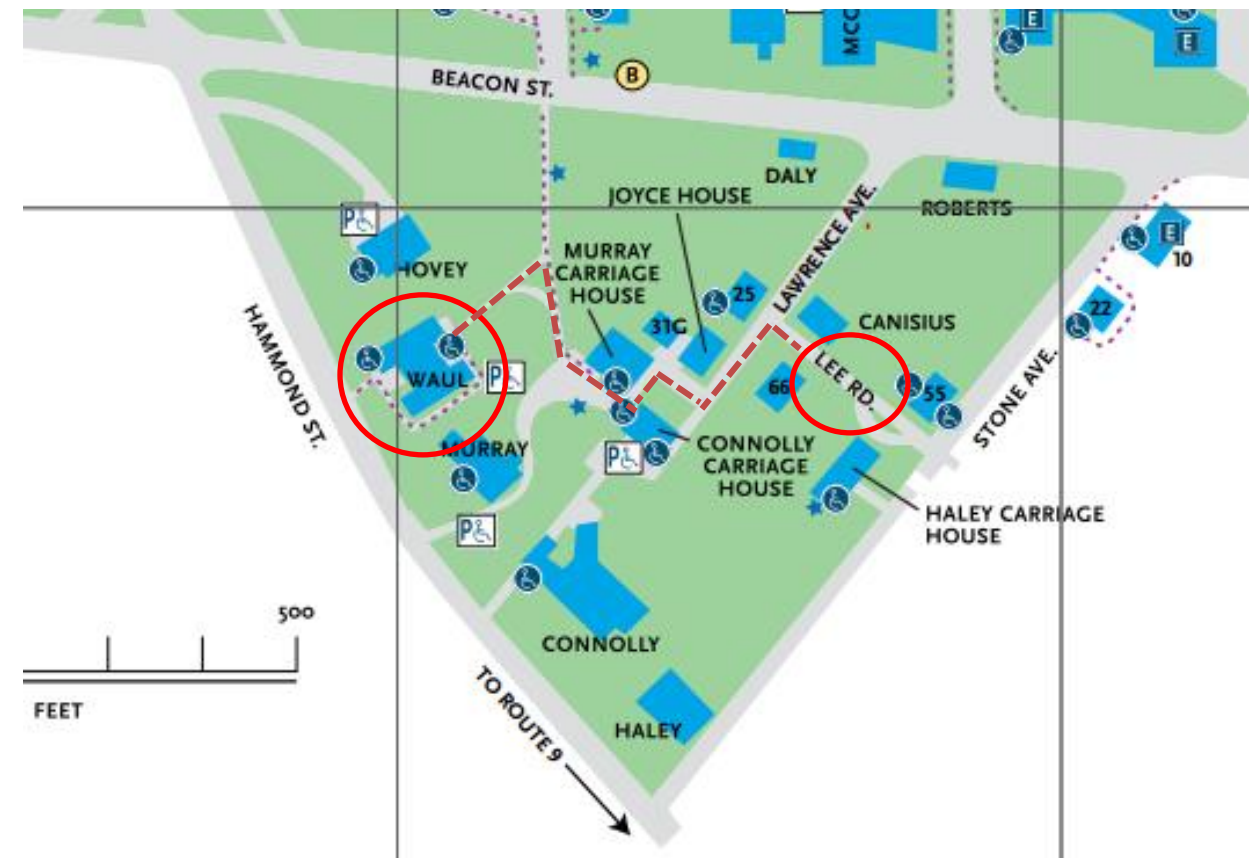 MCG
E
E
BEACON ST.
B
DALY
JOYCE HOUSE
LAWRENCE AVE.
ROBERTS
P
E
10
MURRAY
CARRIAGE
HOUSE
HOVEY
25
22
HAMMOND ST.
31G
CANISIUS
WAUL
P
66
LEE RD.
55
STONE AVE.
MURRAY
P
CONNOLLY
CARRIAGE
HOUSE
HALEY CARRIAGE
HOUSE
P
500
FEET
CONNOLLY
TO ROUTE 9
HALEY